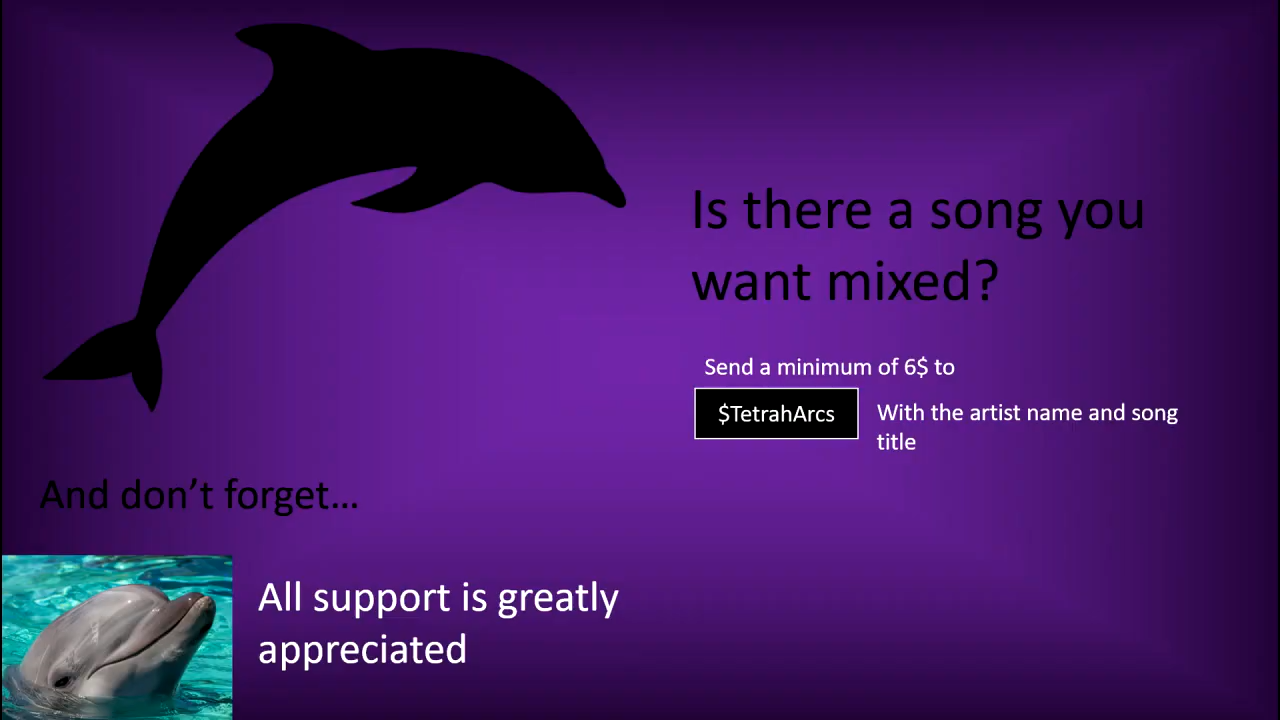 Is there a song you
want mixed?
Send a minimum of 6$ to
$TetrahArcs
With the artist name and song
title
And don’t forget…
All support is greatly
appreciated